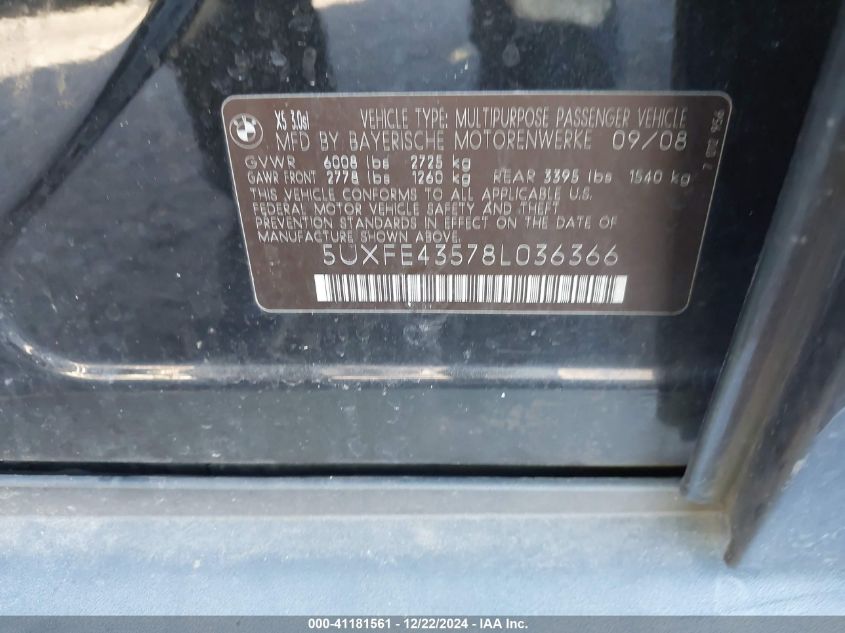 BMW
X5 3.0si
VEHICLE TYPE: MULTIPURPOSE PASSENGER VEHICLE
MFD BY BAYERISCHE MOTORENWERKE 09/08
GVWR 6008 lbs 2725 kg
GAWR FRONT 2778 lbs 1260 kg REAR 3395 lbs 1540 kg
THIS VEHICLE CONFORMS TO ALL APPLICABLE U.S.
FEDERAL MOTOR VEHICLE SAFETY AND THEFT
PREVENTION STANDARDS IN EFFECT ON THE DATE OF
MANUFACTURE SHOWN ABOVE.
5UXFE43578L036366
000-41181561 - 12/22/2024 - IAA Inc.